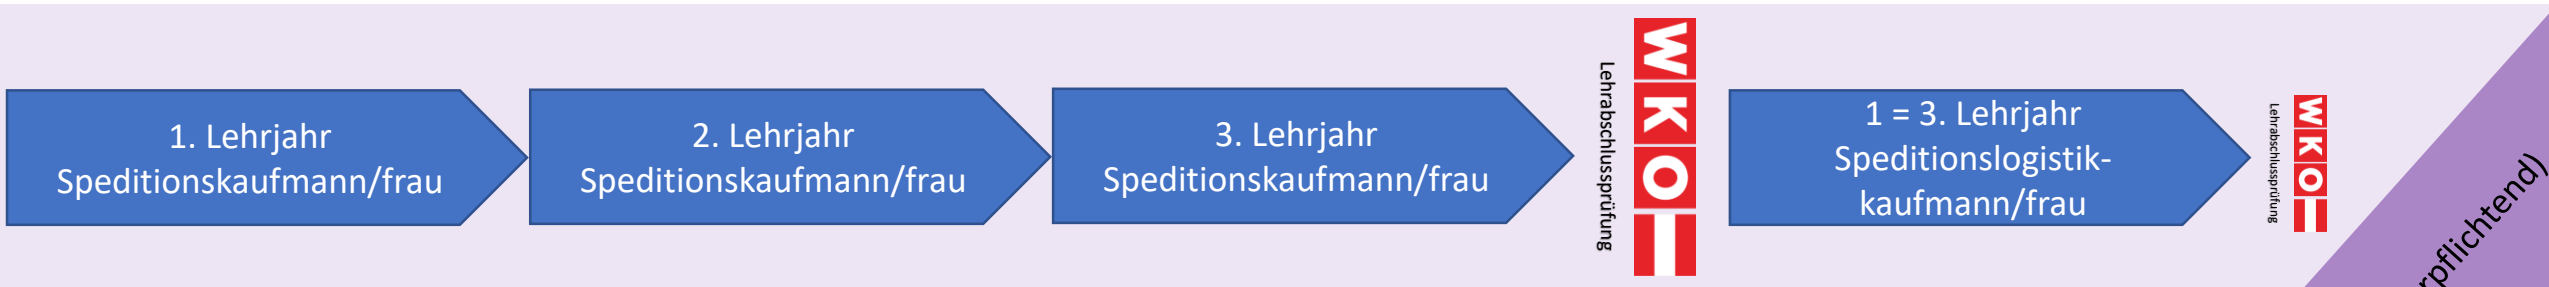 1. Lehrjahr
Speditionskaufmann/frau
2. Lehrjahr
Speditionskaufmann/frau
3. Lehrjahr
Speditionskaufmann/frau
Lehrabschlussprüfung
WKO
1 = 3. Lehrjahr
Speditionslogistik-
kaufmann/frau
Lehrabschlussprüfung
WKO